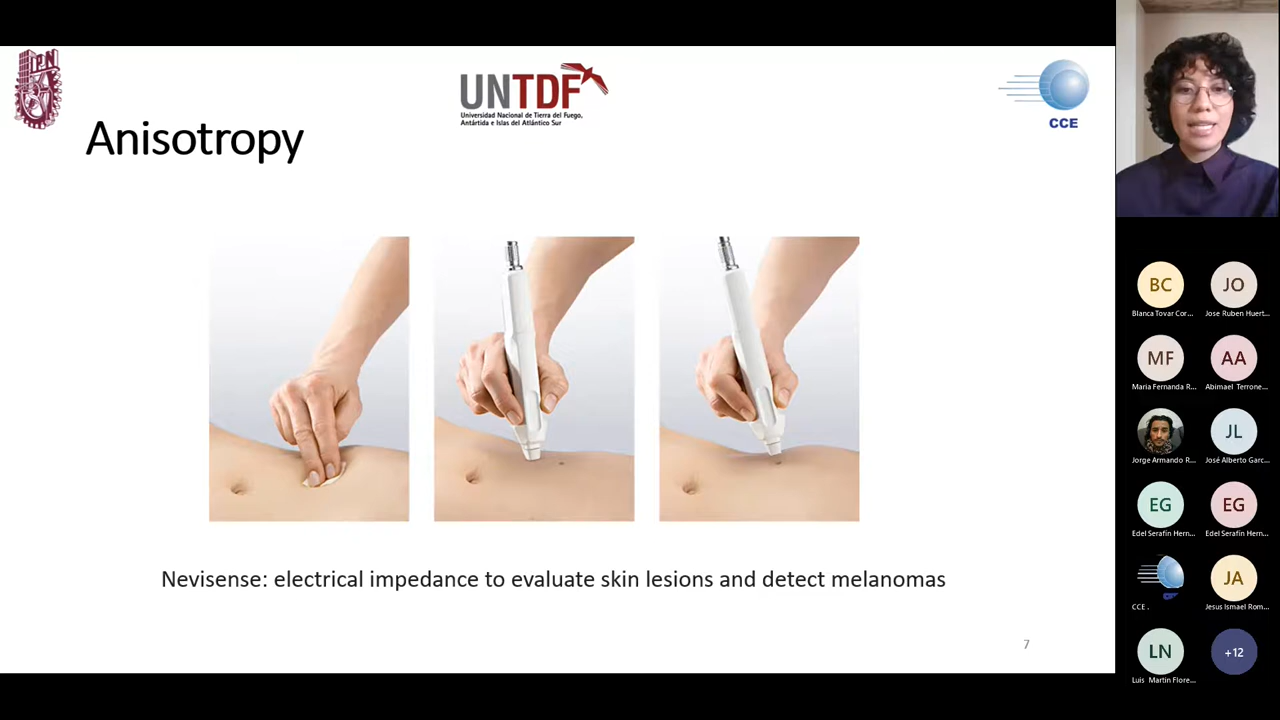 IPN
UNTDF
Universidad Nacional de Tierra del Fuego,
Antártida e Islas del Atlántico Sur
CCE
Anisotropy
Nevisense: electrical impedance to evaluate skin lesions and detect melanomas
7
BC
Blanca Tovar Cor...
JO
Jose Ruben Huert...
MF
Maria Fernanda R...
AA
Abimael Terrone...
Jorge Armando R...
JL
José Alberto Garc...
EG
Edel Serafín Hern...
EG
Edel Serafín Hern...
CCE .
JA
Jesus Ismael Rom...
LN
Luis Martin Flore...
+12